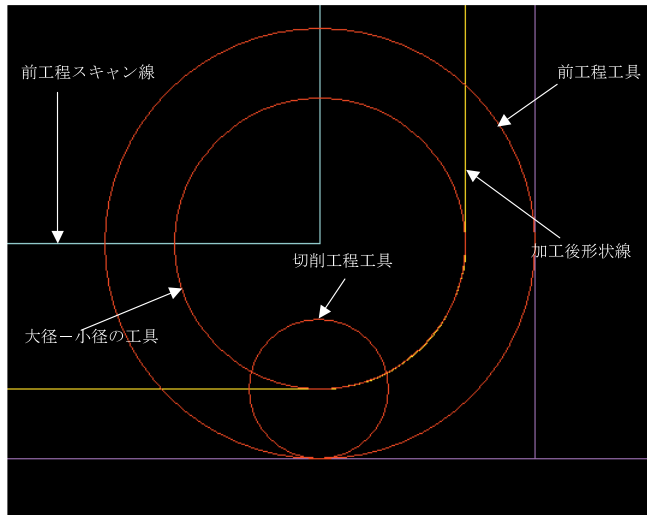 前工程スキャン線
前工程工具
加工後形状線
切削工程工具
大径－小径の工具